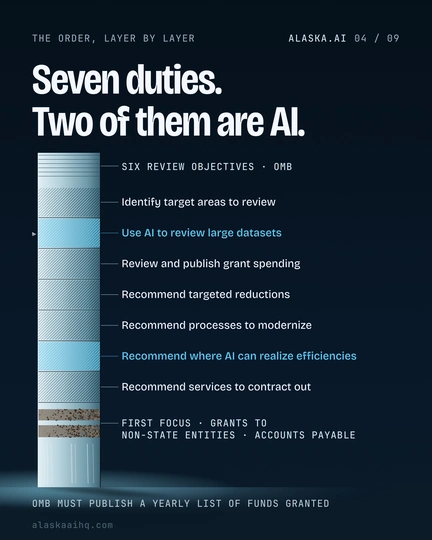 THE ORDER, LAYER BY LAYER
ALASKA.AI 04 / 09
Seven duties.
Two of them are AI.
SIX REVIEW OBJECTIVES · OMB
Identify target areas to review
Use AI to review large datasets
Review and publish grant spending
Recommend targeted reductions
Recommend processes to modernize
Recommend where AI can realize efficiencies
Recommend services to contract out
FIRST FOCUS · GRANTS TO
NON-STATE ENTITIES · ACCOUNTS PAYABLE
OMB MUST PUBLISH A YEARLY LIST OF FUNDS GRANTED
alaskaaihq.com